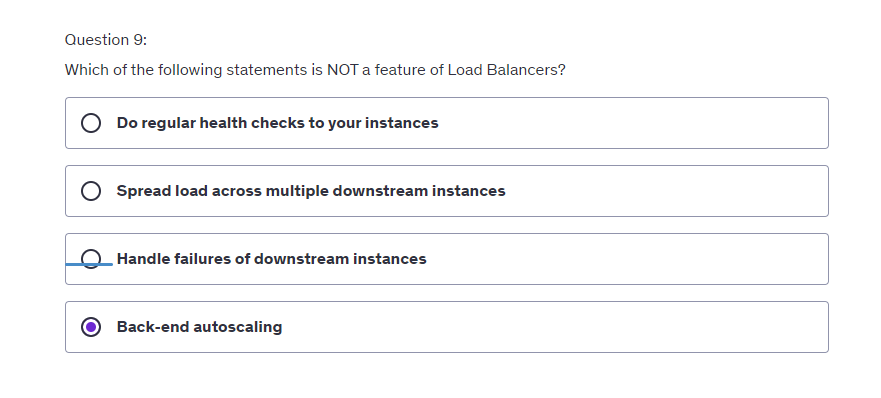 Question 9:
Which of the following statements is NOT a feature of Load Balancers?
Do regular health checks to your instances
Spread load across multiple downstream instances
Handle failures of downstream instances
Back-end autoscaling